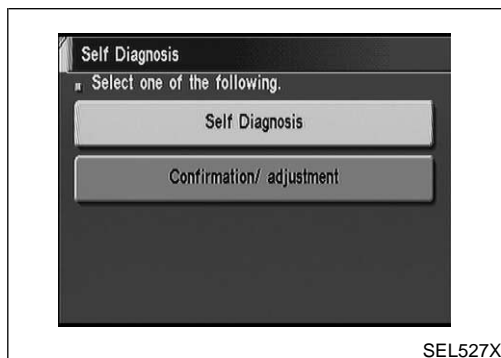 Self Diagnosis
Select one of the following.
Self Diagnosis
Confirmation/ adjustment
SEL527X